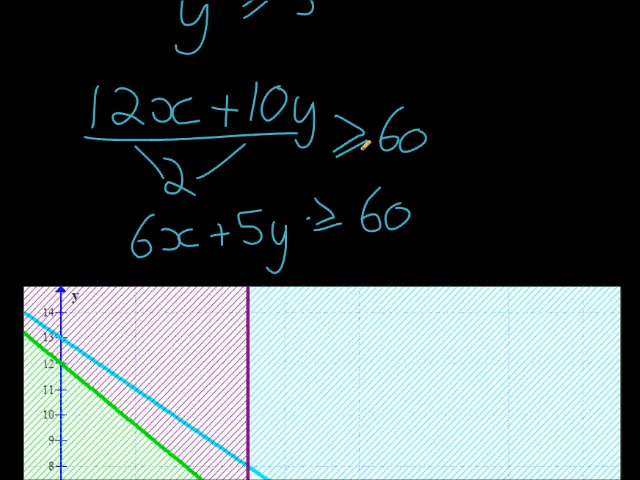 y ≥
12x + 10y ≥ 60
2
6x + 5y ≥ 60
y
14
13
12
11
10
9
8